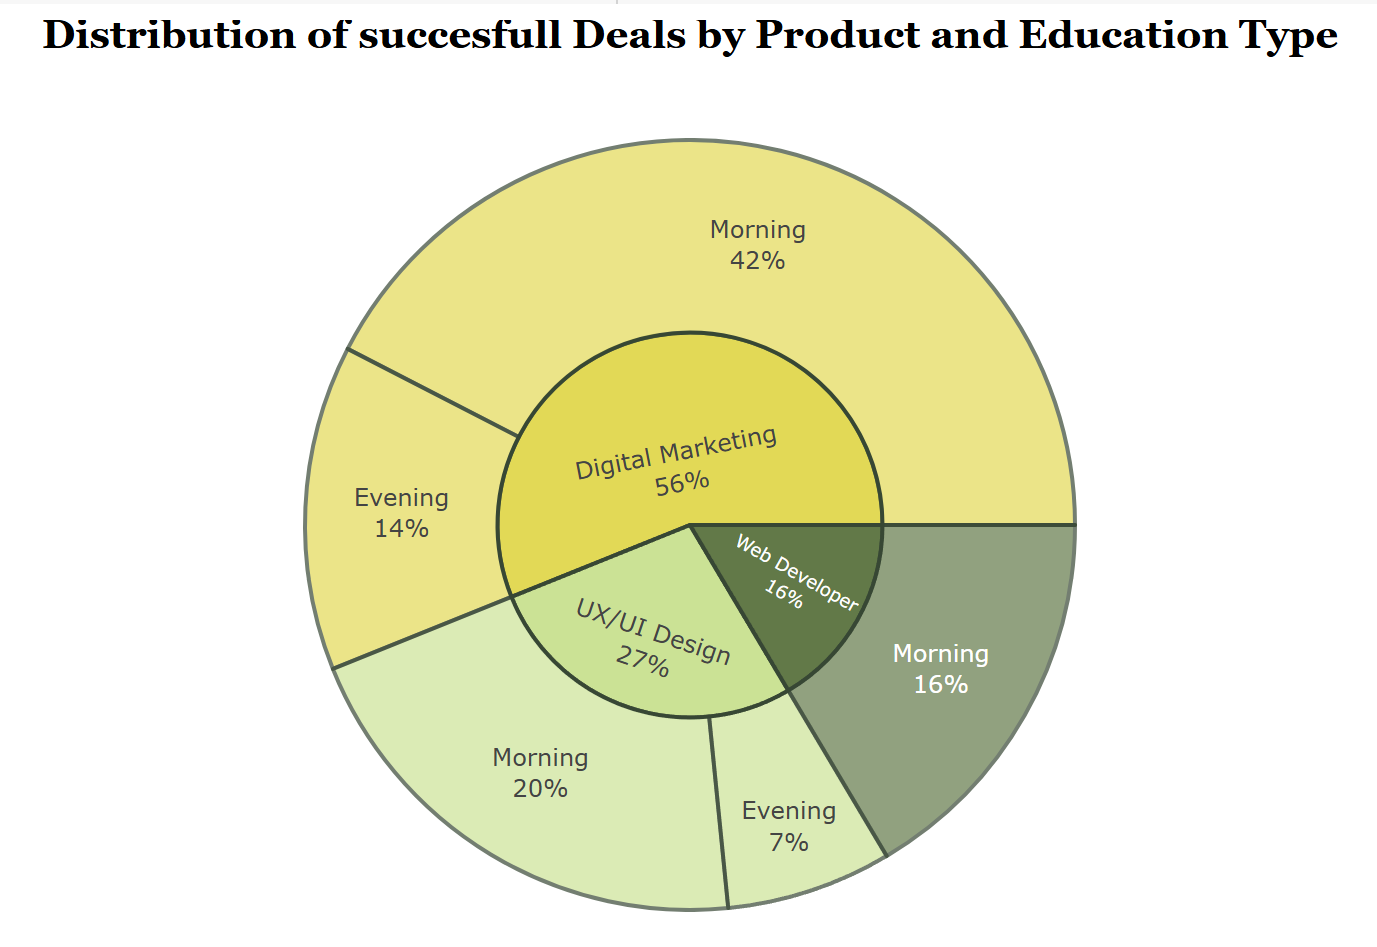 Distribution of succesfull Deals by Product and Education Type
Morning
42%
Digital Marketing
56%
Evening
14%
Web Developer
16%
UX/UI Design
27%
Morning
16%
Morning
20%
Evening
7%